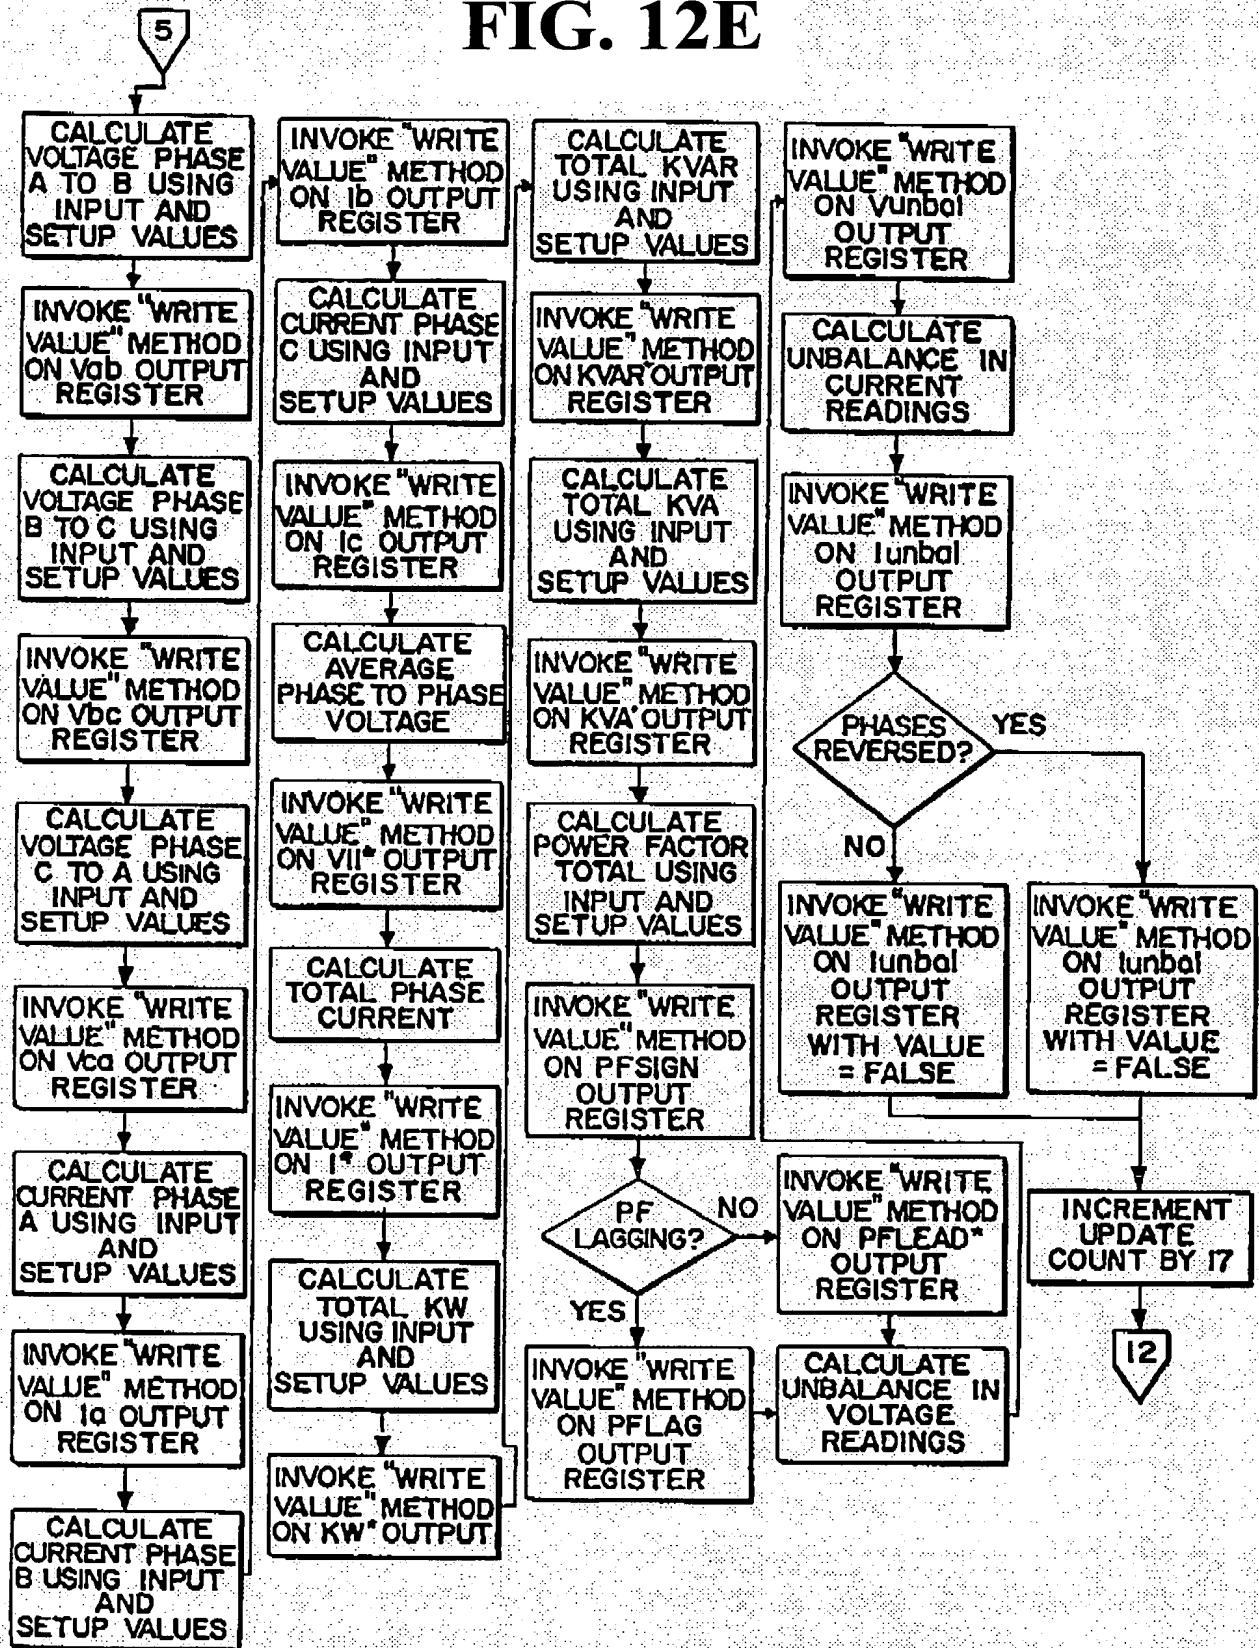 FIG. 12E
5
CALCULATE
VOLTAGE PHASE
A TO B USING
INPUT AND
SETUP VALUES
INVOKE "WRITE
VALUE" METHOD
ON Vab OUTPUT
REGISTER
CALCULATE
VOLTAGE PHASE
B TO C USING
INPUT AND
SETUP VALUES
INVOKE "WRITE
VALUE" METHOD
ON Vbc OUTPUT
REGISTER
CALCULATE
VOLTAGE PHASE
C TO A USING
INPUT AND
SETUP VALUES
INVOKE "WRITE
VALUE" METHOD
ON Vca OUTPUT
REGISTER
CALCULATE
CURRENT PHASE
A USING INPUT
AND
SETUP VALUES
INVOKE "WRITE
VALUE" METHOD
ON Ia OUTPUT
REGISTER
CALCULATE
CURRENT PHASE
B USING INPUT
AND
SETUP VALUES
INVOKE "WRITE
VALUE" METHOD
ON Ib OUTPUT
REGISTER
CALCULATE
CURRENT PHASE
C USING INPUT
AND
SETUP VALUES
INVOKE "WRITE
VALUE" METHOD
ON Ic OUTPUT
REGISTER
CALCULATE
AVERAGE
PHASE TO PHASE
VOLTAGE
INVOKE "WRITE
VALUE" METHOD
ON Vll* OUTPUT
REGISTER
CALCULATE
TOTAL PHASE
CURRENT
INVOKE "WRITE
VALUE" METHOD
ON I* OUTPUT
REGISTER
CALCULATE
TOTAL KW
USING INPUT
AND
SETUP VALUES
INVOKE "WRITE
VALUE" METHOD
ON KW* OUTPUT
CALCULATE
TOTAL KVAR
USING INPUT
AND
SETUP VALUES
INVOKE "WRITE
VALUE" METHOD
ON KVAR* OUTPUT
REGISTER
CALCULATE
TOTAL KVA
USING INPUT
AND
SETUP VALUES
INVOKE "WRITE
VALUE" METHOD
ON KVA* OUTPUT
REGISTER
CALCULATE
POWER FACTOR
TOTAL USING
INPUT AND
SETUP VALUES
INVOKE "WRITE
VALUE" METHOD
ON PFSIGN
OUTPUT
REGISTER
PF
LAGGING?
NO
YES
INVOKE "WRITE
VALUE" METHOD
ON PFLAG
OUTPUT
REGISTER
INVOKE "WRITE
VALUE" METHOD
ON PFLEAD*
OUTPUT
REGISTER
CALCULATE
UNBALANCE IN
VOLTAGE
READINGS
INVOKE "WRITE
VALUE" METHOD
ON Vunbal
OUTPUT
REGISTER
CALCULATE
UNBALANCE IN
CURRENT
READINGS
INVOKE "WRITE
VALUE" METHOD
ON Iunbal
OUTPUT
REGISTER
PHASES
REVERSED?
YES
NO
INVOKE "WRITE
VALUE" METHOD
ON Iunbal
OUTPUT
REGISTER
WITH VALUE
= FALSE
INVOKE "WRITE
VALUE" METHOD
ON Iunbal
OUTPUT
REGISTER
WITH VALUE
= FALSE
INCREMENT
UPDATE
COUNT BY 17
12